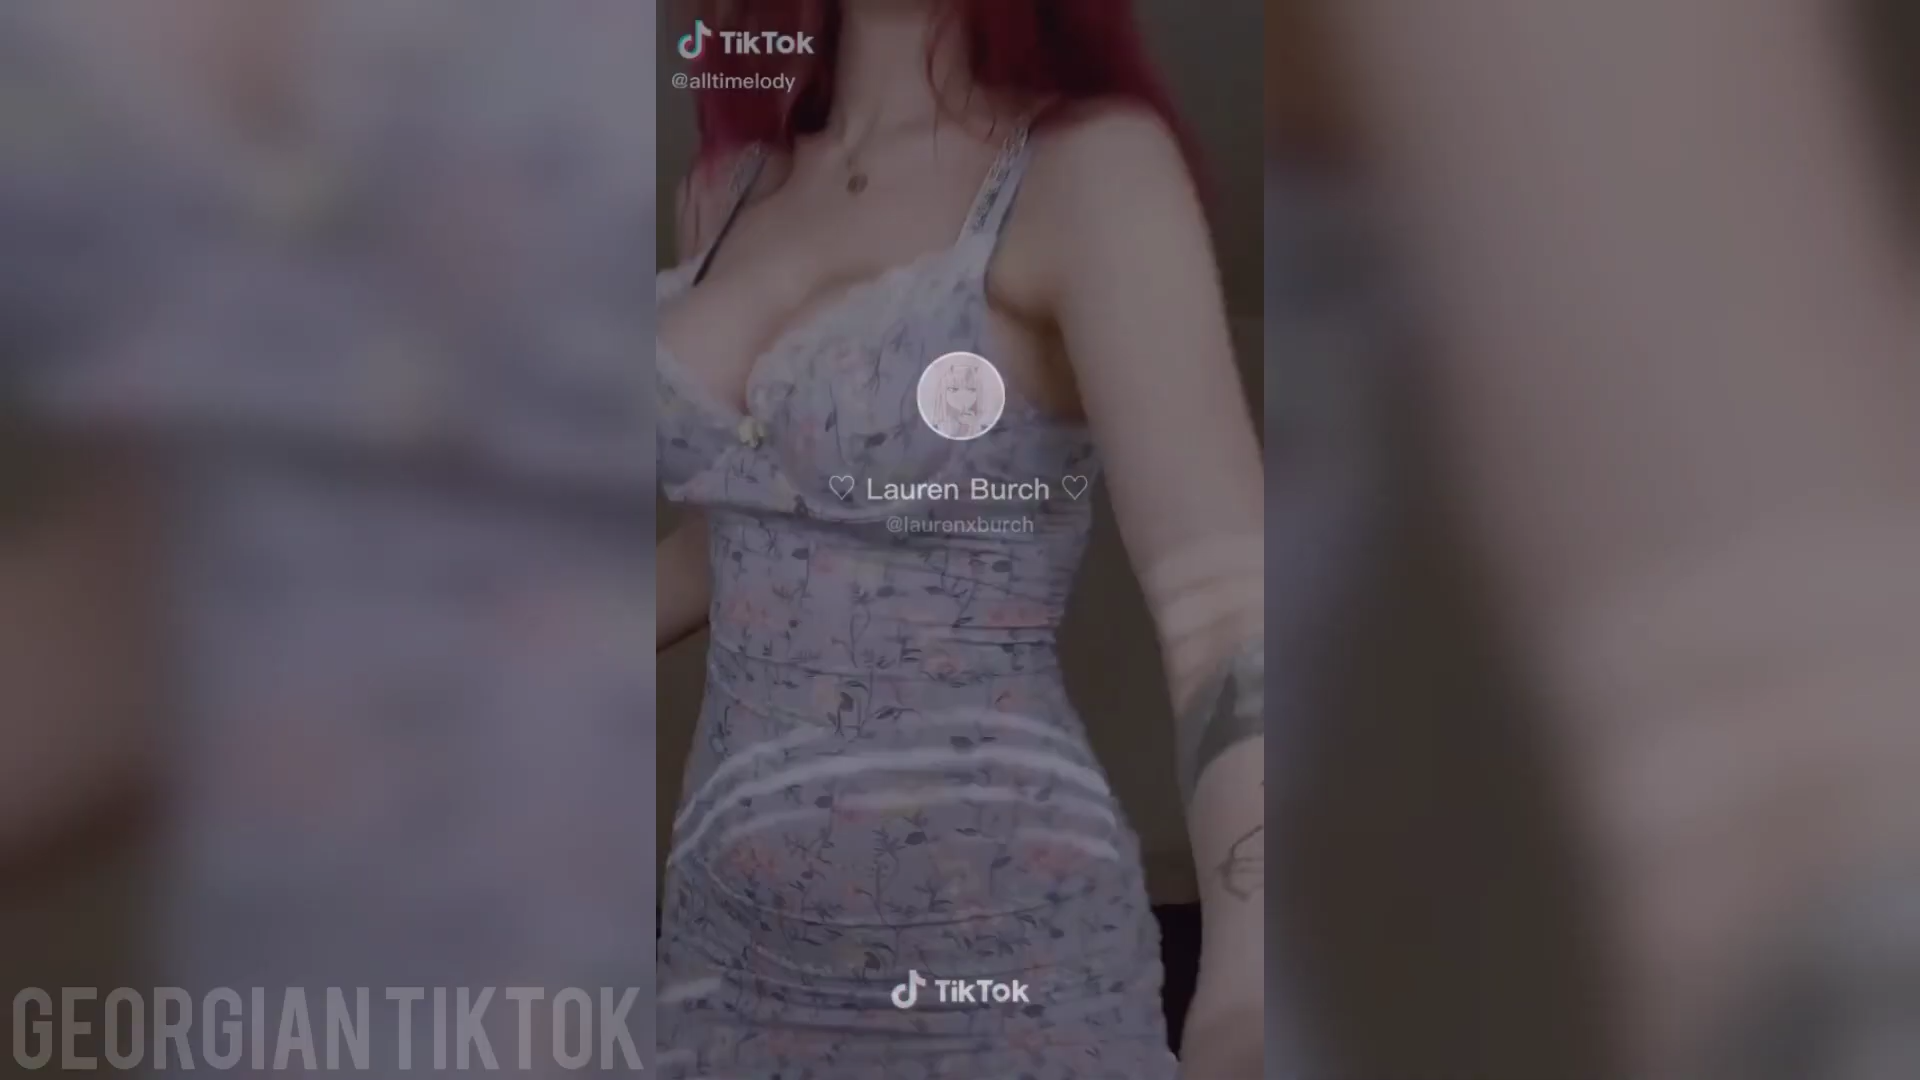 TikTok
@alltimelody
♡ Lauren Burch ♡
@laurenxburch
TikTok
GEORGIAN TIKTOK